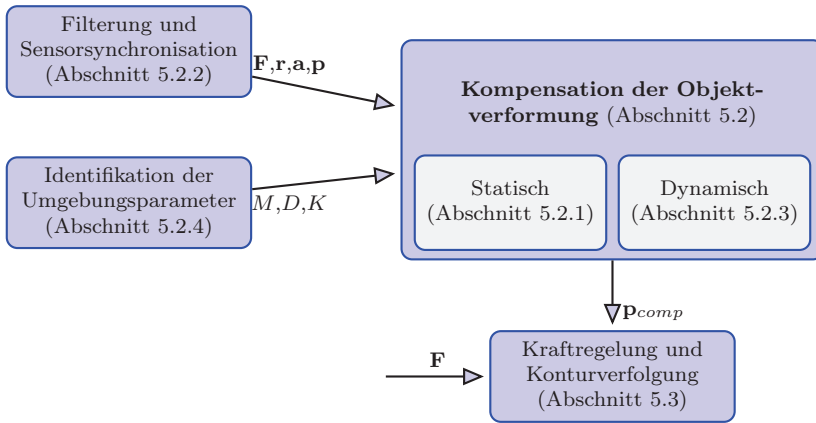 Filterung und
Sensorsynchronisation
(Abschnitt 5.2.2)
F,r,a,p
Identifikation der
Umgebungsparameter
(Abschnitt 5.2.4)
M,D,K
Kompensation der Objekt-
verformung (Abschnitt 5.2)
Statisch
(Abschnitt 5.2.1)
Dynamisch
(Abschnitt 5.2.3)
p_comp
F
Kraftregelung und
Konturverfolgung
(Abschnitt 5.3)